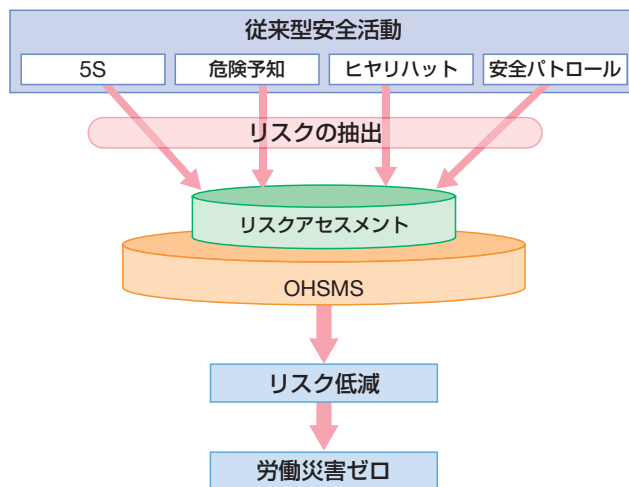 従来型安全活動
5S
危険予知
ヒヤリハット
安全パトロール
リスクの抽出
リスクアセスメント
OHSMS
リスク低減
労働災害ゼロ